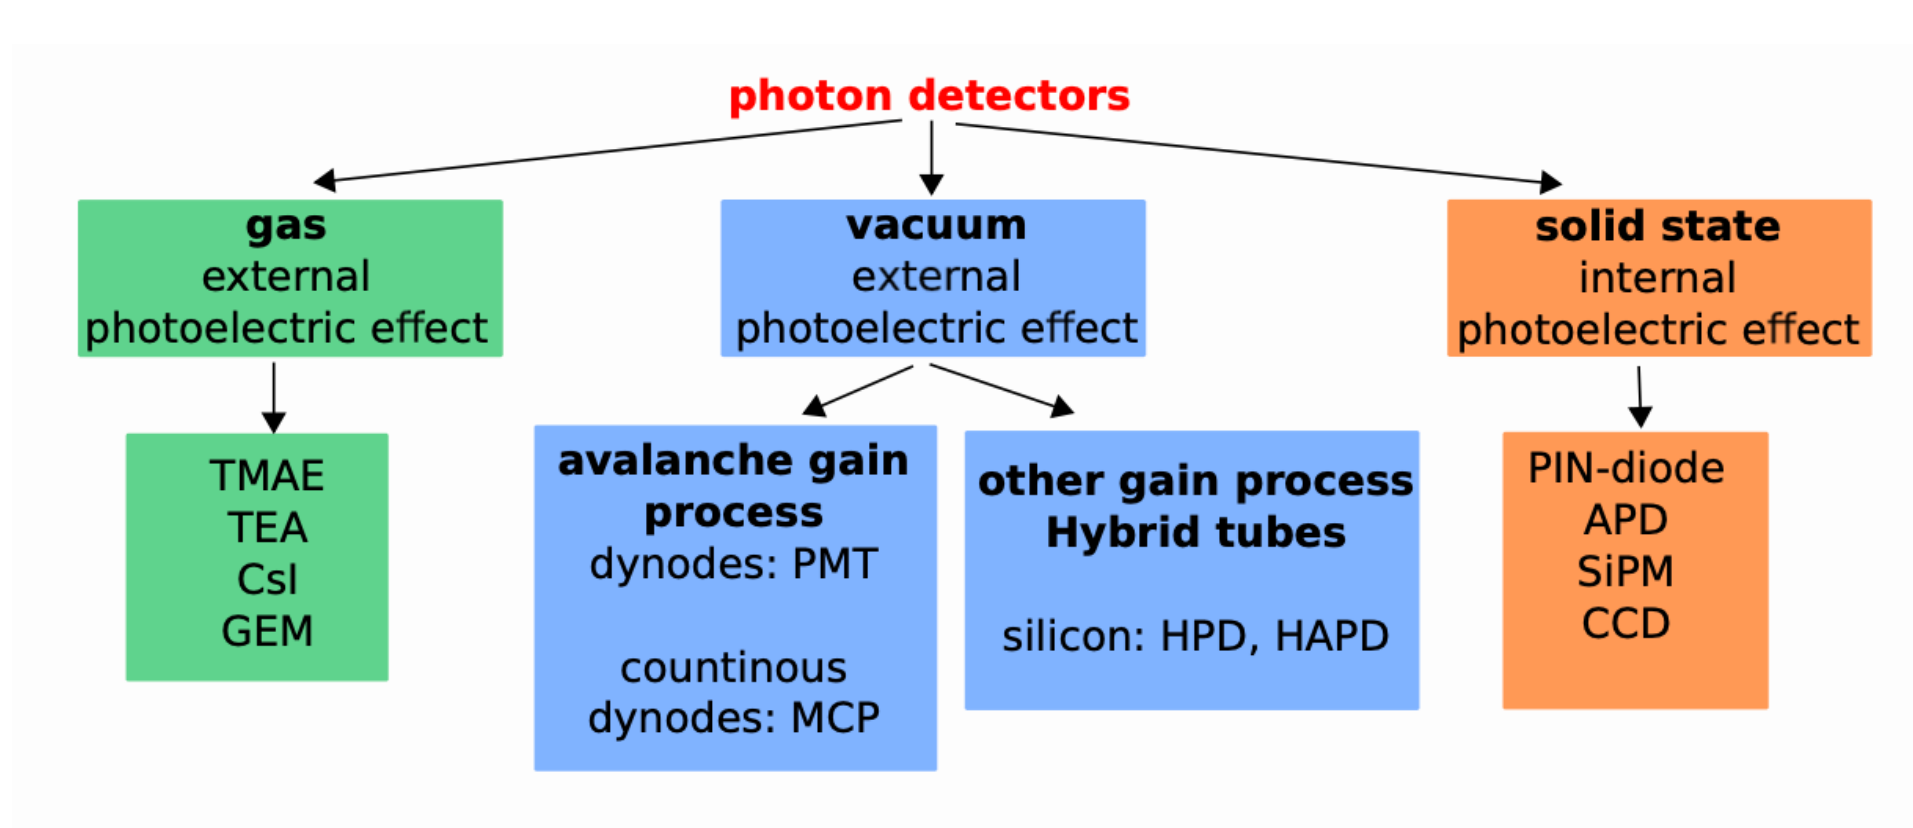 photon detectors
gas
external
photoelectric effect
vacuum
external
photoelectric effect
solid state
internal
photoelectric effect
TMAE
TEA
CsI
GEM
avalanche gain
process
dynodes: PMT
countinous
dynodes: MCP
other gain process
Hybrid tubes
silicon: HPD, HAPD
PIN-diode
APD
SiPM
CCD